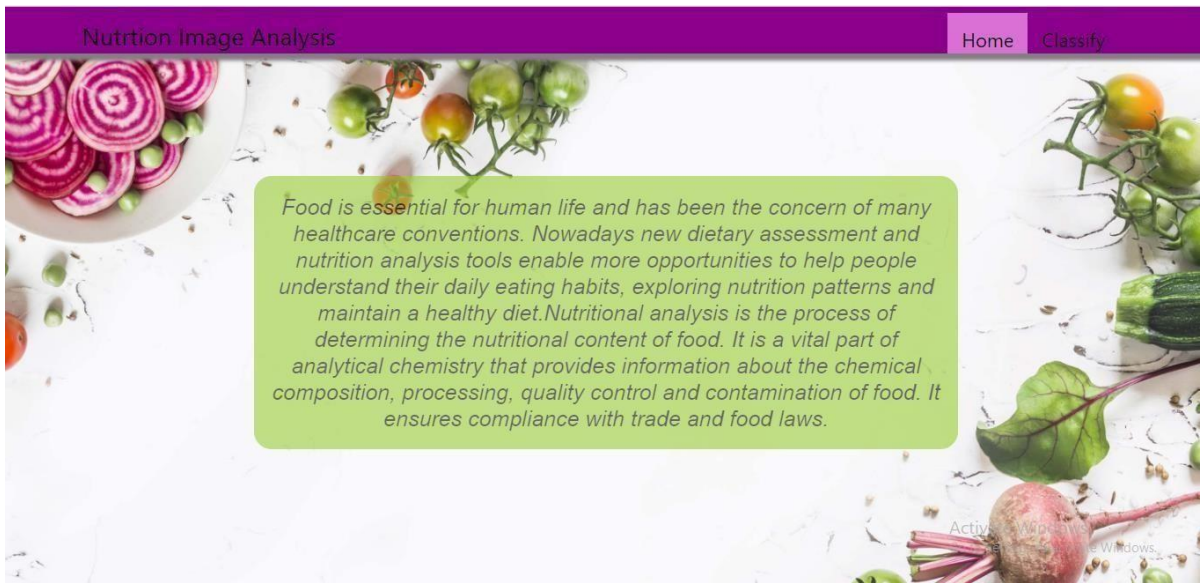 Nutrtion Image Analysis
Home Classify
Food is essential for human life and has been the concern of many
healthcare conventions. Nowadays new dietary assessment and
nutrition analysis tools enable more opportunities to help people
understand their daily eating habits, exploring nutrition patterns and
maintain a healthy diet.Nutritional analysis is the process of
determining the nutritional content of food. It is a vital part of
analytical chemistry that provides information about the chemical
composition, processing, quality control and contamination of food. It
ensures compliance with trade and food laws.
Activate Windows
Windows.